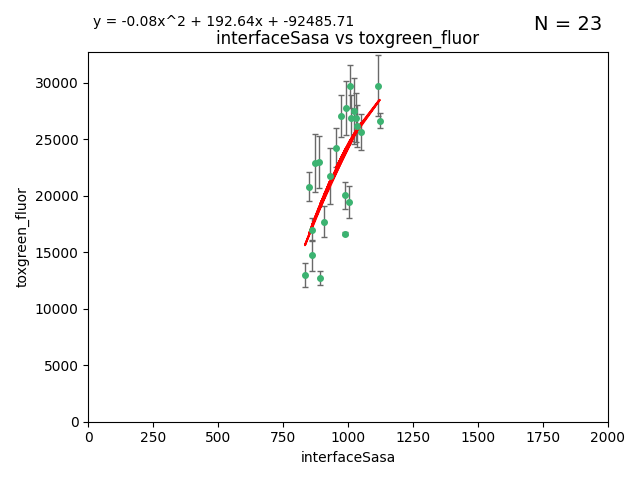 y = -0.08x^2 + 192.64x + -92485.71
N = 23
interfaceSasa vs toxgreen_fluor
30000
25000
20000
15000
10000
5000
0
toxgreen_fluor
0 250 500 750 1000 1250 1500 1750 2000
interfaceSasa